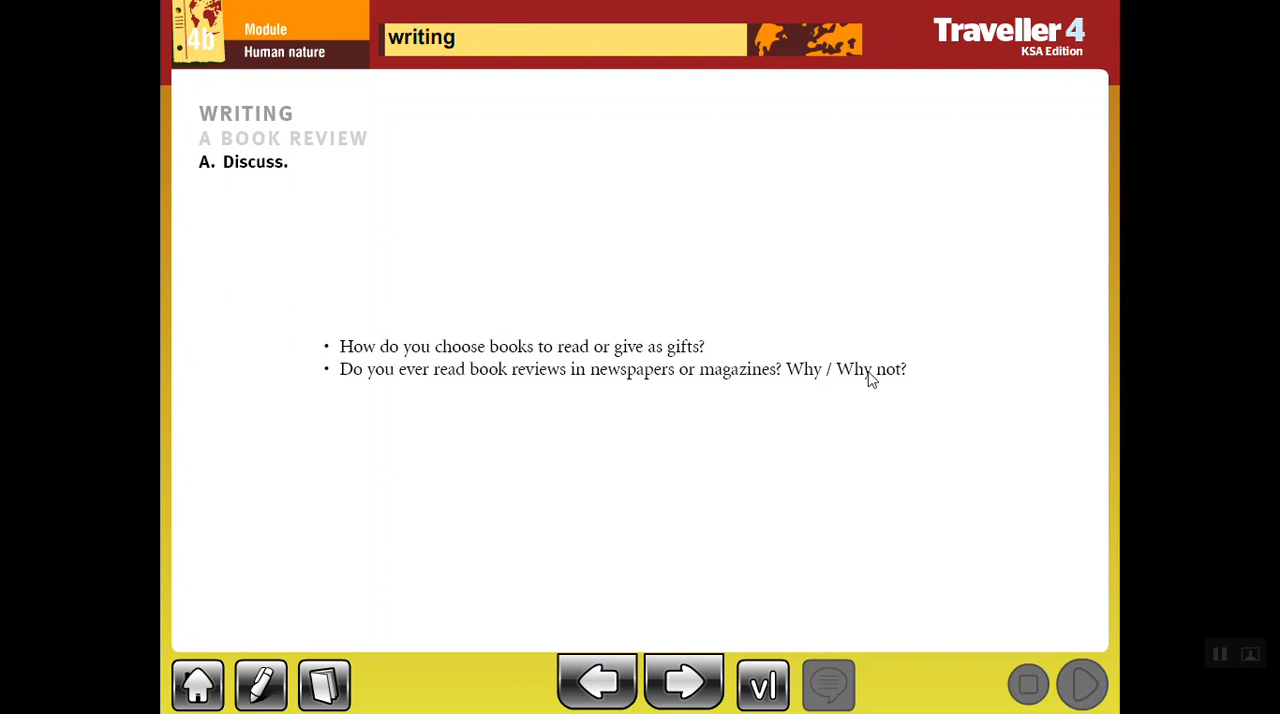 4b
Module
Human nature
writing
Traveller 4
KSA Edition
WRITING
A BOOK REVIEW
A. Discuss.
• How do you choose books to read or give as gifts?
• Do you ever read book reviews in newspapers or magazines? Why / Why not?
vl